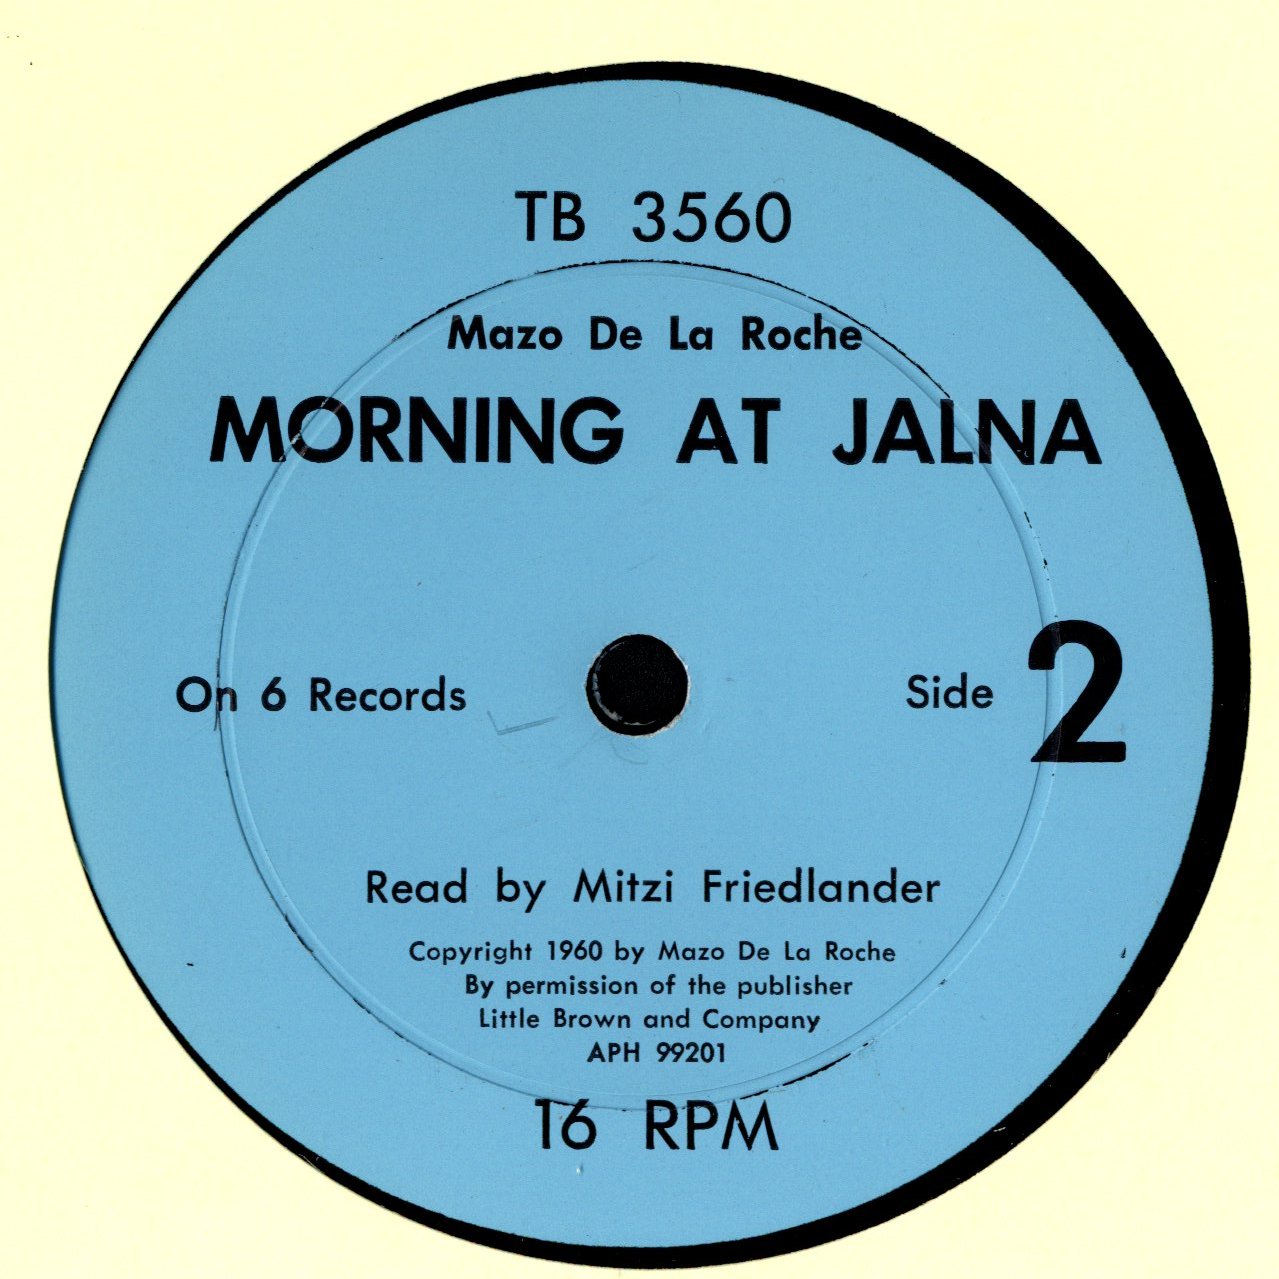 TB 3560
Mazo De La Roche
MORNING AT JALNA
On 6 Records
Side 2
Read by Mitzi Friedlander
Copyright 1960 by Mazo De La Roche
By permission of the publisher
Little Brown and Company
APH 99201
16 RPM